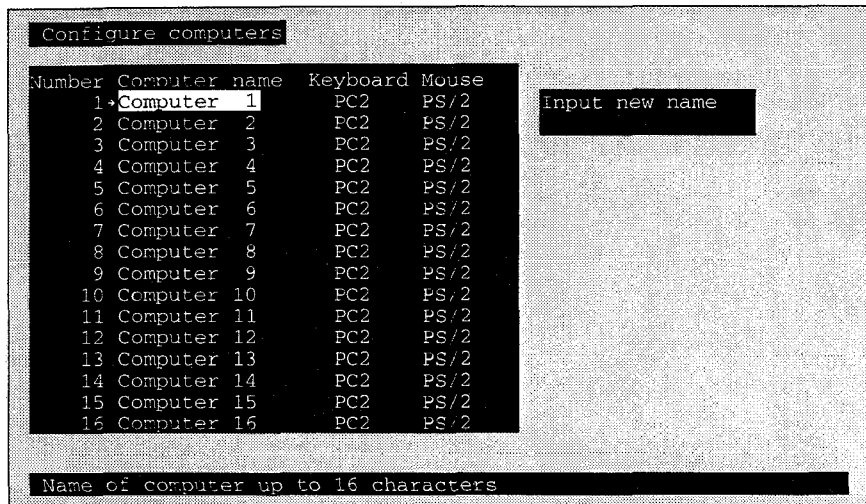 Configure computers
Number Computer name Keyboard Mouse
1→Computer 1 PC2 PS/2
Input new name
2 Computer 2 PC2 PS/2
3 Computer 3 PC2 PS/2
4 Computer 4 PC2 PS/2
5 Computer 5 PC2 PS/2
6 Computer 6 PC2 PS/2
7 Computer 7 PC2 PS/2
8 Computer 8 PC2 PS/2
9 Computer 9 PC2 PS/2
10 Computer 10 PC2 PS/2
11 Computer 11 PC2 PS/2
12 Computer 12 PC2 PS/2
13 Computer 13 PC2 PS/2
14 Computer 14 PC2 PS/2
15 Computer 15 PC2 PS/2
16 Computer 16 PC2 PS/2
Name of computer up to 16 characters